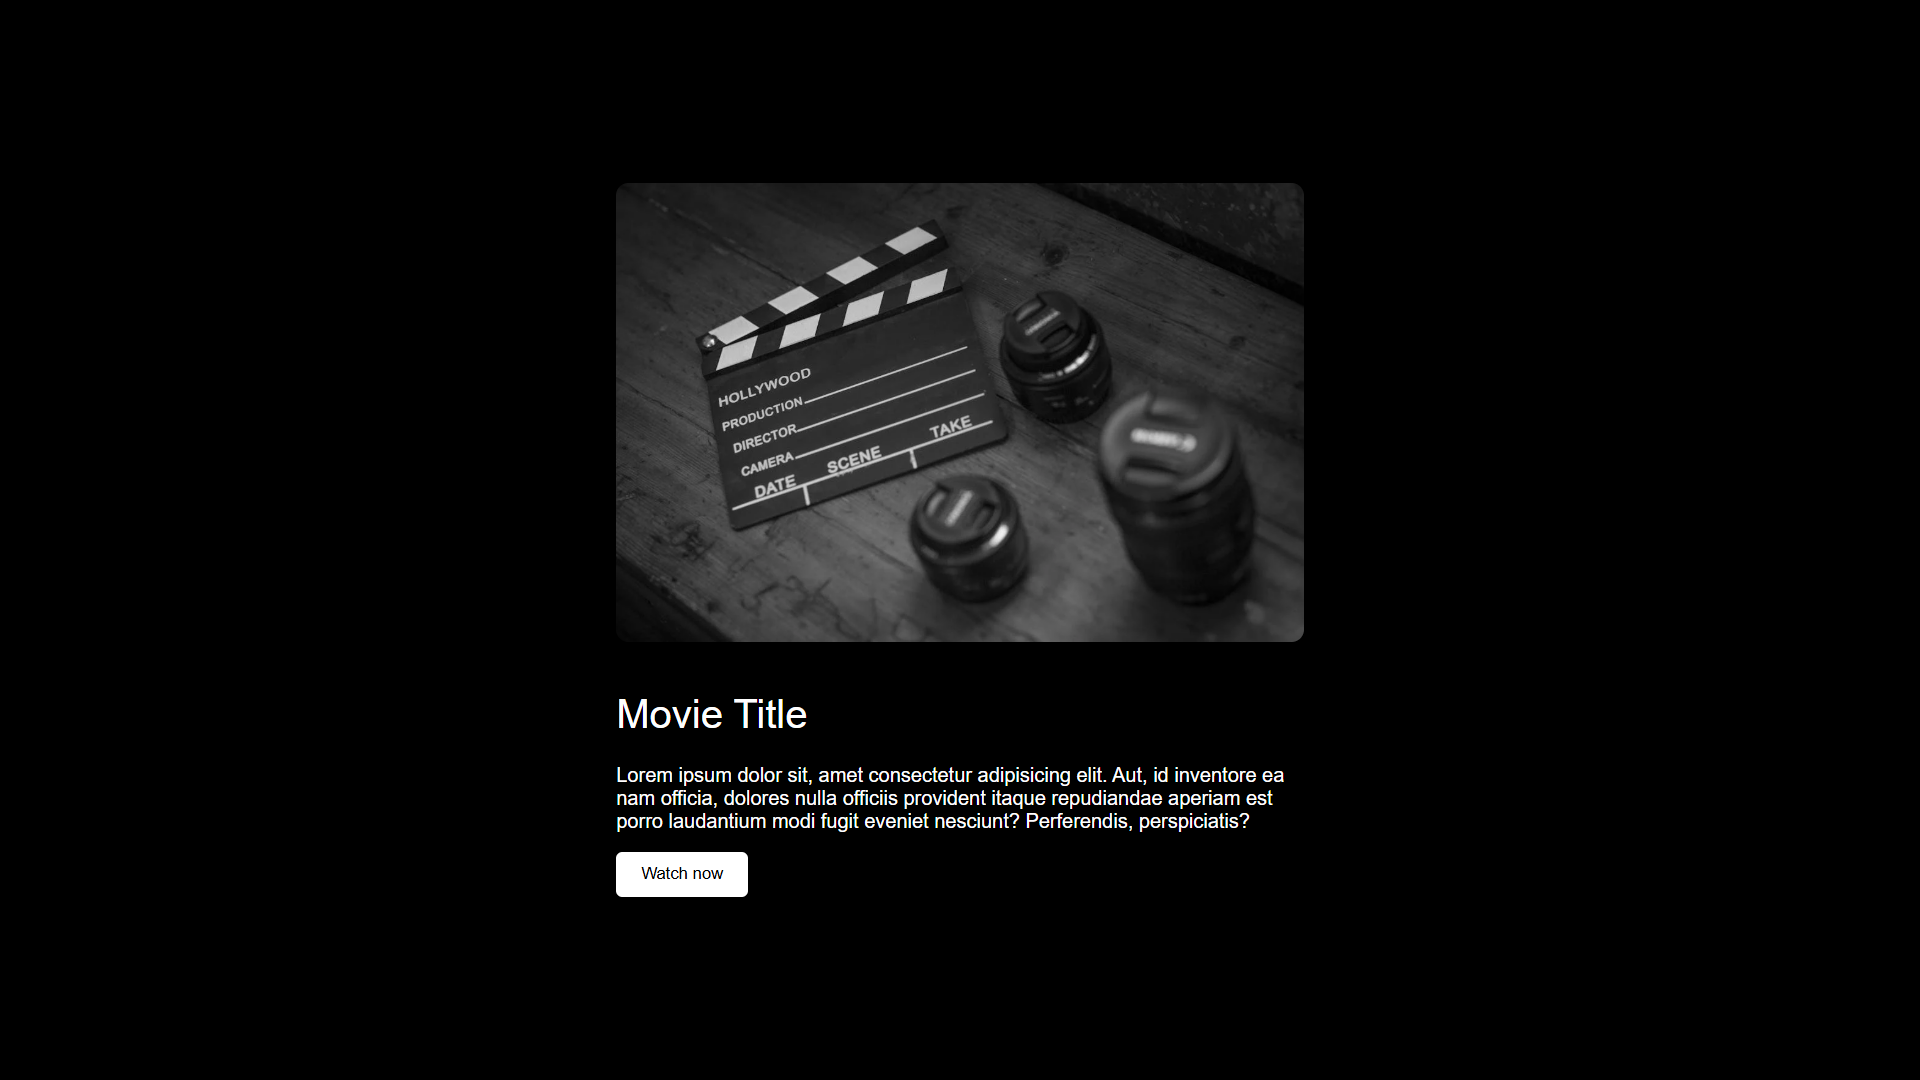 HOLLYWOOD
PRODUCTION
DIRECTOR
CAMERA
DATE SCENE TAKE
Movie Title
Lorem ipsum dolor sit, amet consectetur adipisicing elit. Aut, id inventore ea
nam officia, dolores nulla officiis provident itaque repudiandae aperiam est
porro laudantium modi fugit eveniet nesciunt? Perferendis, perspiciatis?
Watch now